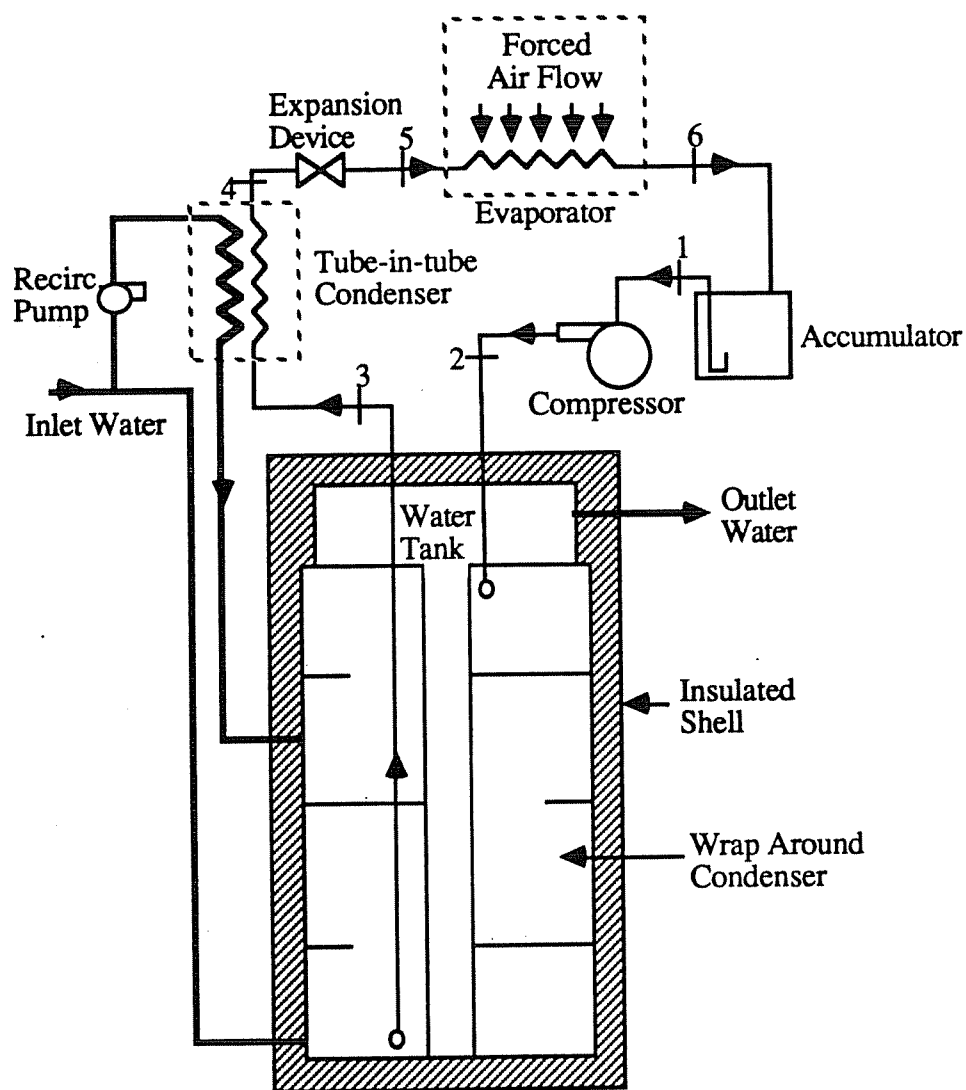 Forced
Air Flow
Expansion
Device
5
6
4
Evaporator
Tube-in-tube
Condenser
1
Recirc
Pump
Accumulator
2
Compressor
3
Inlet Water
Water
Tank
Outlet
Water
Insulated
Shell
Wrap Around
Condenser